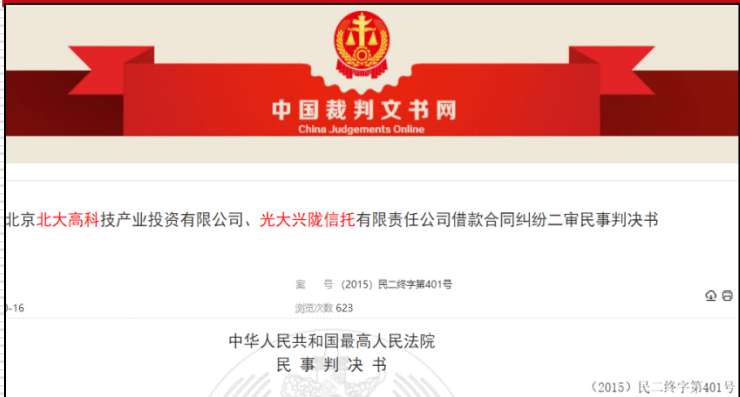 中国裁判文书网
China Judgements Online
北京北大高科技产业投资有限公司、光大兴陇信托有限责任公司借款合同纠纷二审民事判决书
案 号 （2015）民二终字第401号
-16
浏览次数 623
中华人民共和国最高人民法院
民 事 判 决 书
（2015）民二终字第401号